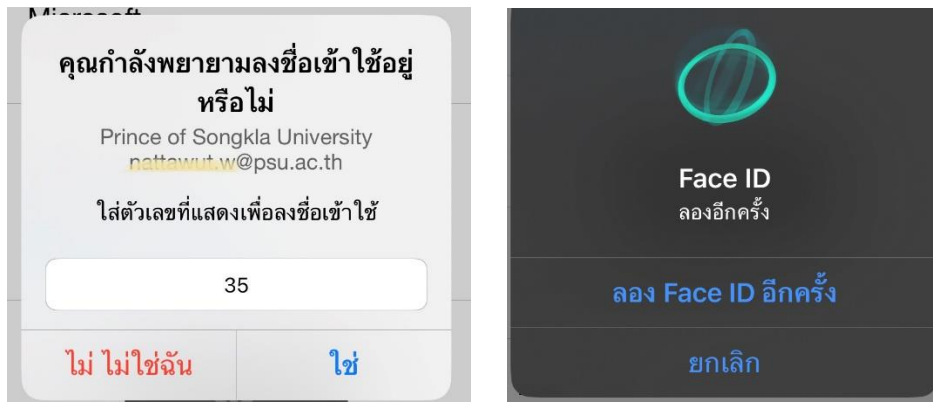 Microsoft
คุณกำลังพยายามลงชื่อเข้าใช้อยู่
หรือไม่
Prince of Songkla University
nattawut.w@psu.ac.th
ใส่ตัวเลขที่แสดงเพื่อลงชื่อเข้าใช้
35
ไม่ ไม่ใช่ฉัน
ใช่
Face ID
ลองอีกครั้ง
ลอง Face ID อีกครั้ง
ยกเลิก